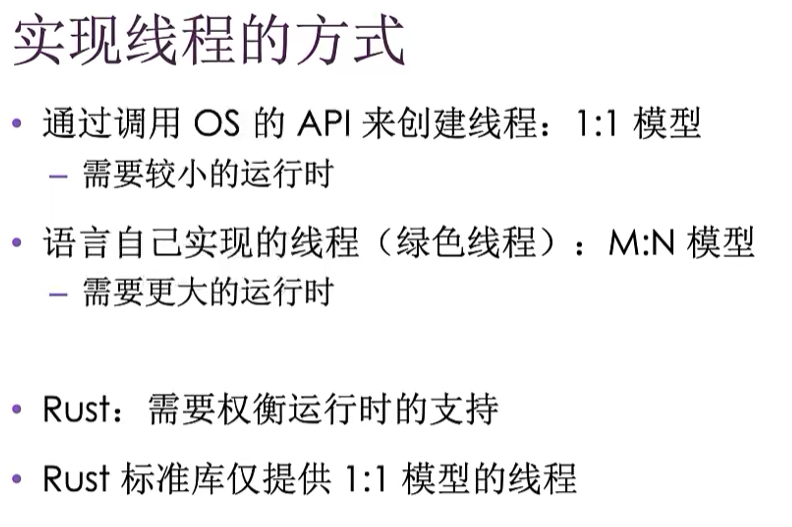 实现线程的方式
• 通过调用 OS 的 API 来创建线程：1:1 模型
– 需要较小的运行时
• 语言自己实现的线程（绿色线程）：M:N 模型
– 需要更大的运行时
• Rust：需要权衡运行时的支持
• Rust 标准库仅提供 1:1 模型的线程